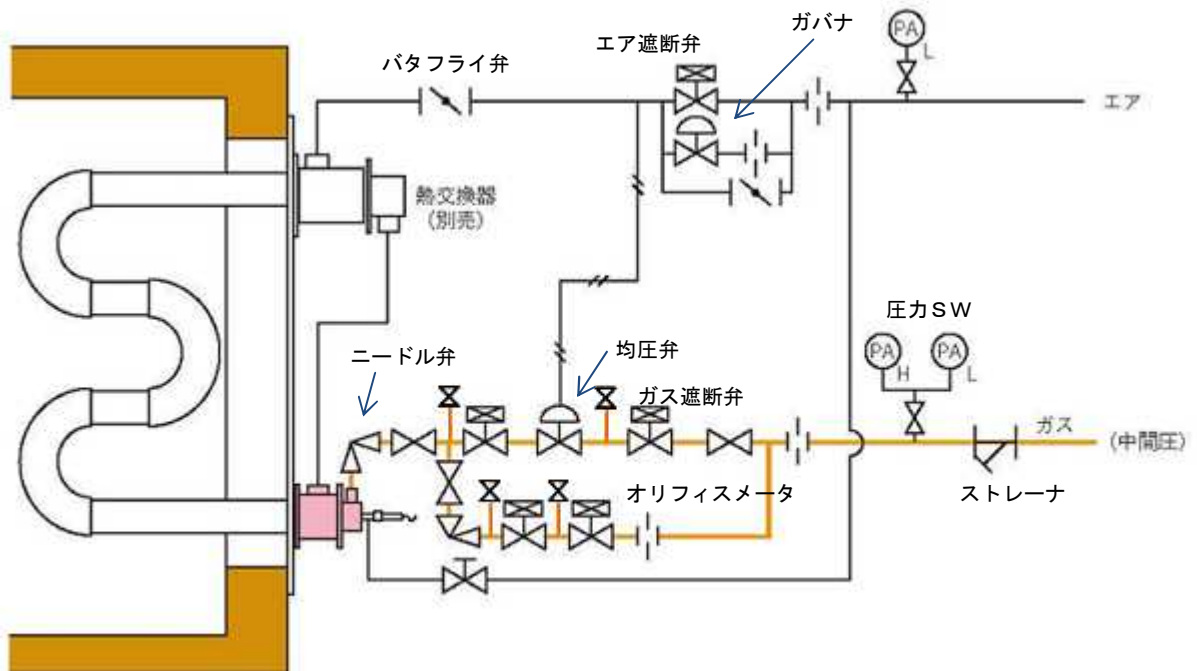 ガバナ
PA
L
エア遮断弁
バタフライ弁
エア
熱交換器
(別売)
圧力ＳＷ
PA
H
PA
L
ニードル弁
均圧弁
ガス遮断弁
ガス
(中間圧)
オリフィスメータ
ストレーナ